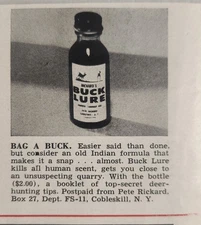 BUCK
LURE
BAG A BUCK. Easier said than done,
but consider an old Indian formula that
makes it a snap . . . almost. Buck Lure
kills all human scent, gets you close to
an unsuspecting quarry. With the bottle
($2.00), a booklet of top-secret deer-
hunting tips. Postpaid from Pete Rickard,
Box 27, Dept. FS-11, Cobleskill, N. Y.